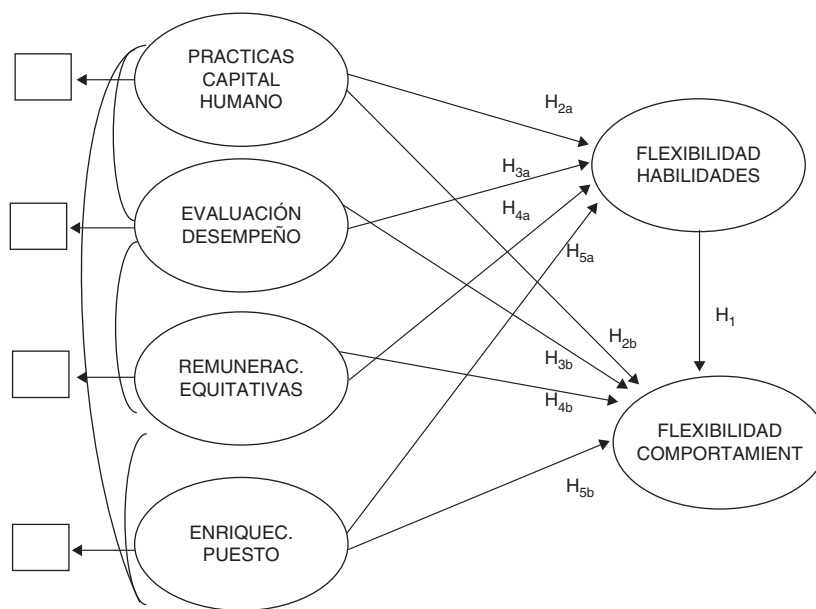 PRACTICAS
CAPITAL
HUMANO
H2a
FLEXIBILIDAD
HABILIDADES
H3a
EVALUACIÓN
DESEMPEÑO
H4a
H5a
H1
H2b
REMUNERAC.
EQUITATIVAS
H3b
H4b
FLEXIBILIDAD
COMPORTAMIENT
H5b
ENRIQUEC.
PUESTO